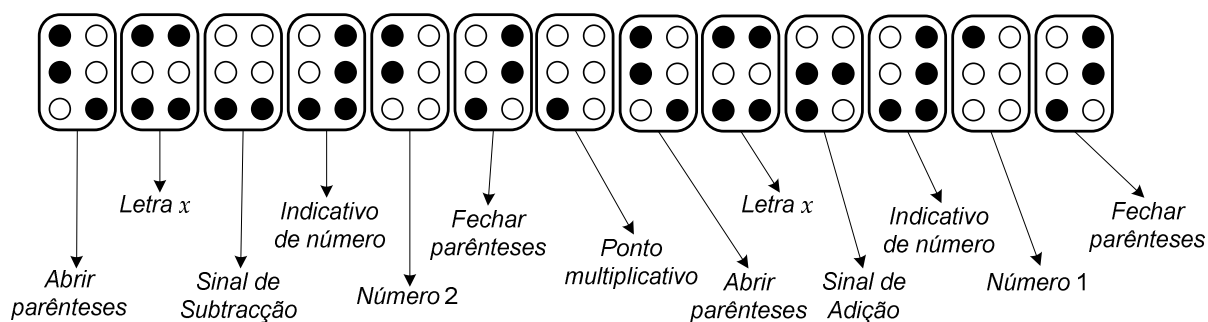 Abrir
parênteses
Letra x
Sinal de
Subtracção
Indicativo
de número
Número 2
Fechar
parênteses
Ponto
multiplicativo
Abrir
parênteses
Letra x
Sinal de
Adição
Indicativo
de número
Número 1
Fechar
parênteses